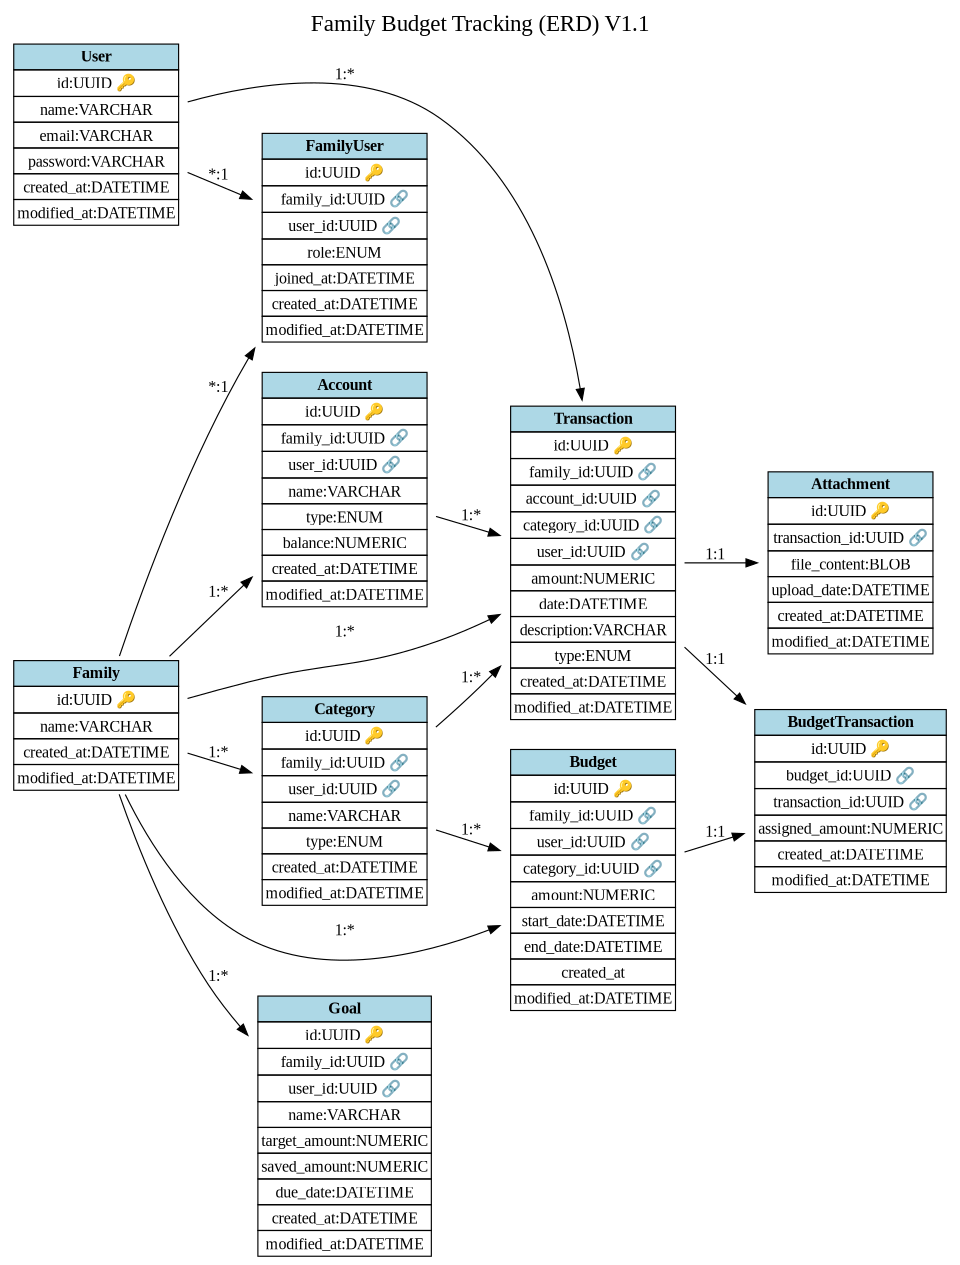 Family Budget Tracking (ERD) V1.1
User
id:UUID 🔑
name:VARCHAR
email:VARCHAR
password:VARCHAR
created_at:DATETIME
modified_at:DATETIME
1:*
*:1
FamilyUser
id:UUID 🔑
family_id:UUID 🔗
user_id:UUID 🔗
role:ENUM
joined_at:DATETIME
created_at:DATETIME
modified_at:DATETIME
*:1
Account
id:UUID 🔑
family_id:UUID 🔗
user_id:UUID 🔗
name:VARCHAR
type:ENUM
balance:NUMERIC
created_at:DATETIME
modified_at:DATETIME
1:*
1:*
1:*
Transaction
id:UUID 🔑
family_id:UUID 🔗
account_id:UUID 🔗
category_id:UUID 🔗
user_id:UUID 🔗
amount:NUMERIC
date:DATETIME
description:VARCHAR
type:ENUM
created_at:DATETIME
modified_at:DATETIME
1:1
1:1
Attachment
id:UUID 🔑
transaction_id:UUID 🔗
file_content:BLOB
upload_date:DATETIME
created_at:DATETIME
modified_at:DATETIME
Family
id:UUID 🔑
name:VARCHAR
created_at:DATETIME
modified_at:DATETIME
1:*
Category
id:UUID 🔑
family_id:UUID 🔗
user_id:UUID 🔗
name:VARCHAR
type:ENUM
created_at:DATETIME
modified_at:DATETIME
1:*
1:*
Budget
id:UUID 🔑
family_id:UUID 🔗
user_id:UUID 🔗
category_id:UUID 🔗
amount:NUMERIC
start_date:DATETIME
end_date:DATETIME
created_at
modified_at:DATETIME
1:1
BudgetTransaction
id:UUID 🔑
budget_id:UUID 🔗
transaction_id:UUID 🔗
assigned_amount:NUMERIC
created_at:DATETIME
modified_at:DATETIME
1:*
1:*
Goal
id:UUID 🔑
family_id:UUID 🔗
user_id:UUID 🔗
name:VARCHAR
target_amount:NUMERIC
saved_amount:NUMERIC
due_date:DATETIME
created_at:DATETIME
modified_at:DATETIME